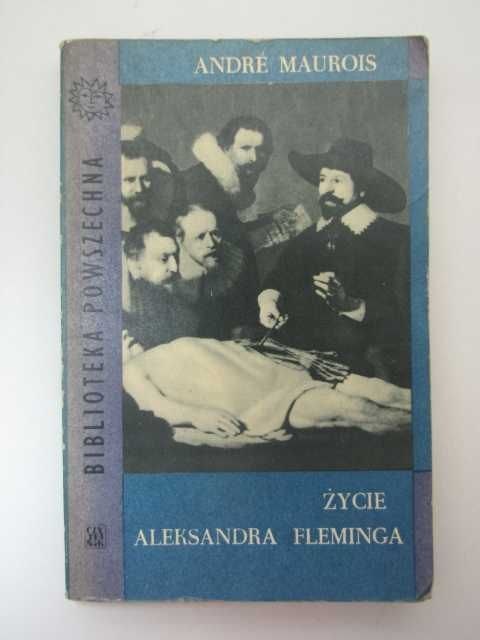 ANDRÉ MAUROIS
BIBLIOTEKA POWSZECHNA
ŻYCIE
ALEKSANDRA FLEMINGA